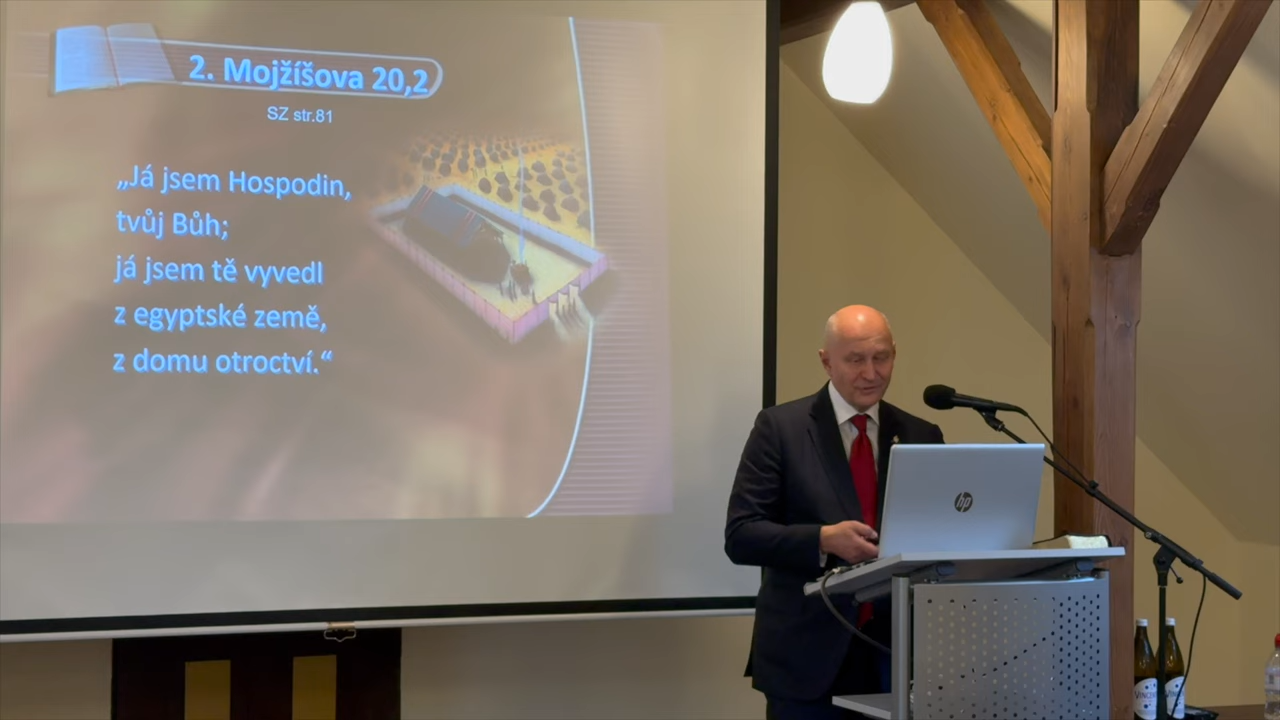 2. Mojžíšova 20,2
SZ str.81
„Já jsem Hospodin,
tvůj Bůh;
já jsem tě vyvedl
z egyptské země,
z domu otroctví.“
hp